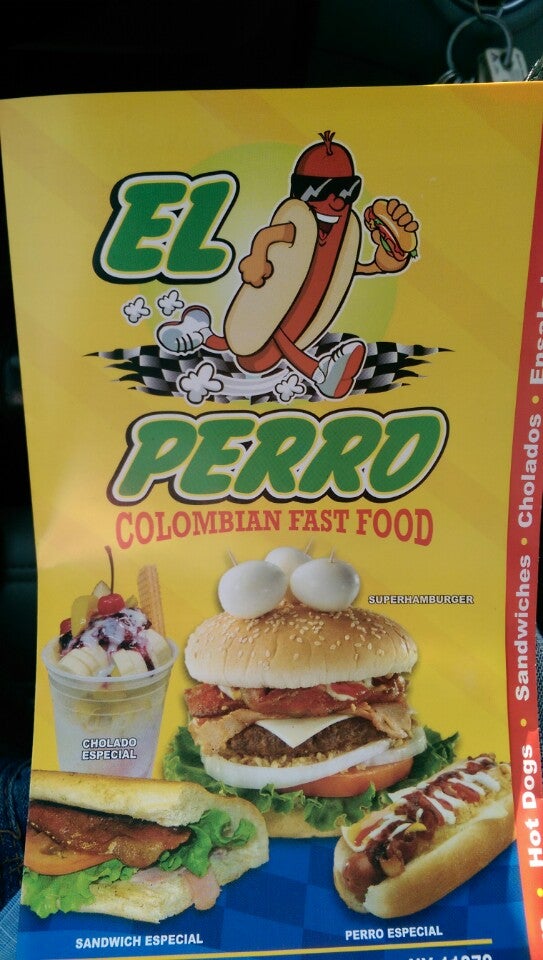 EL
PERRO
COLOMBIAN FAST FOOD
SUPERHAMBURGER
CHOLADO
ESPECIAL
SANDWICH ESPECIAL
PERRO ESPECIAL
• Hot Dogs • Sandwiches • Cholados •